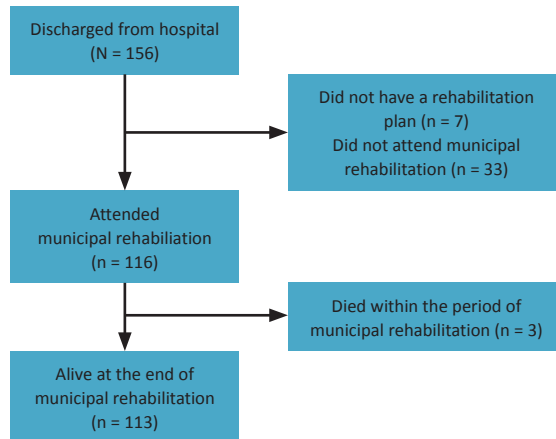 Discharged from hospital
(N = 156)
Did not have a rehabilitation
plan (n = 7)
Did not attend municipal
rehabilitation (n = 33)
Attended
municipal rehabiliation
(n = 116)
Died within the period of
municipal rehabilitation (n = 3)
Alive at the end of
municipal rehabilitation
(n = 113)